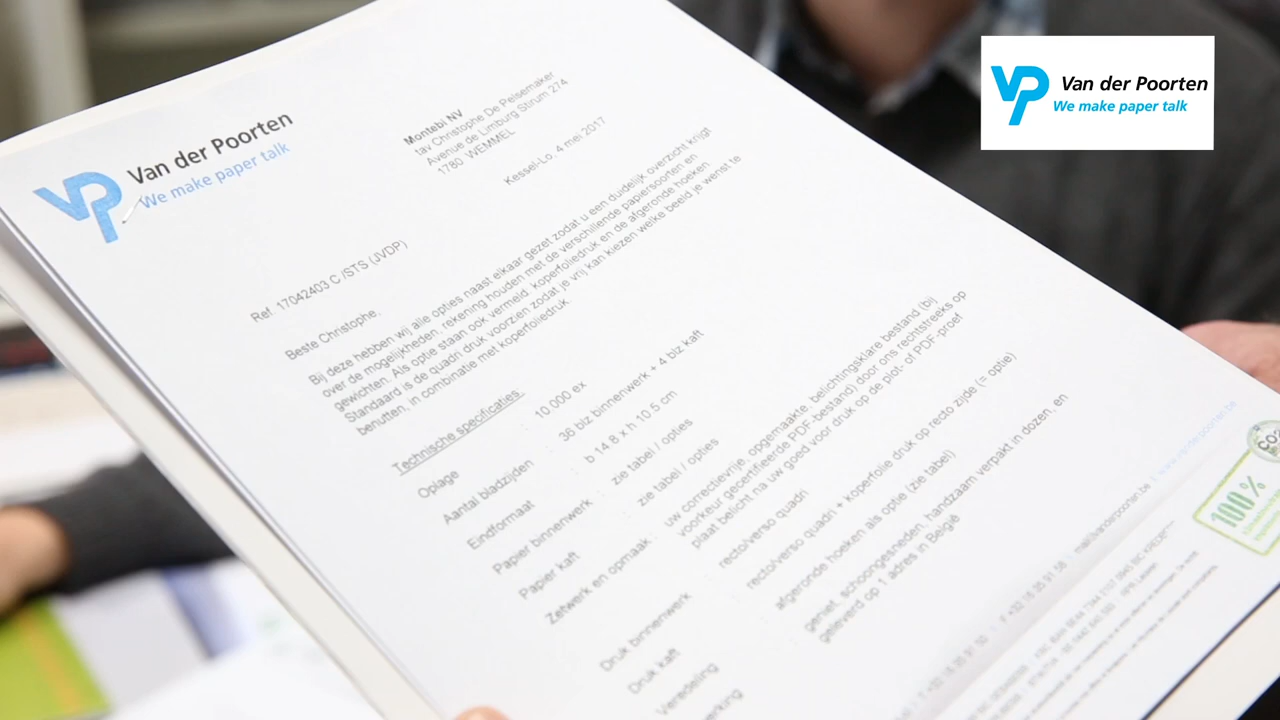 Van der Poorten
We make paper talk
Van der Poorten
We make paper talk
Montebi NV
tav Christophe De Peisemaker
Avenue de Limburg Stirum 274
1780 WEMMEL
Kessel-Lo, 4 mei 2017
Ref. 17042403 C /STS (JVDP)
Beste Christophe,
Bij deze hebben wij alle opties naast elkaar gezet zodat u een duidelijk overzicht krijgt
over de mogelijkheden, rekening houden met de verschillende papiersoorten en
gewichten. Als optie staan ook vermeld, koperfoliedruk en de afgeronde hoeken
Standaard is de quadri druk voorzien zodat je vrij kan kiezen welke beeld je wenst te
benutten, in combinatie met koperfoliedruk.
Technische specificaties:
Oplage : 10 000 ex
Aantal bladzijden : 36 blz binnenwerk + 4 blz kaft
Eindformaat : b 14,8 x h 10,5 cm
Papier binnenwerk : zie tabel / opties
Papier kaft : zie tabel / opties
Zetwerk en opmaak : uw correctievrije, opgemaakte, belichtingsklare bestand (bij
voorkeur gecertifieerde PDF-bestand) door ons rechtstreeks op
plaat belicht na uw goed voor druk op de plot- of PDF-proef
Druk binnenwerk : recto/verso quadri
Druk kaft : recto/verso quadri + koperfolie druk op recto zijde (= optie)
Veredeling : afgeronde hoeken als optie (zie tabel)
geniet, schoongesneden, handzaam verpakt in dozen, en
geleverd op 1 adres in België
100%